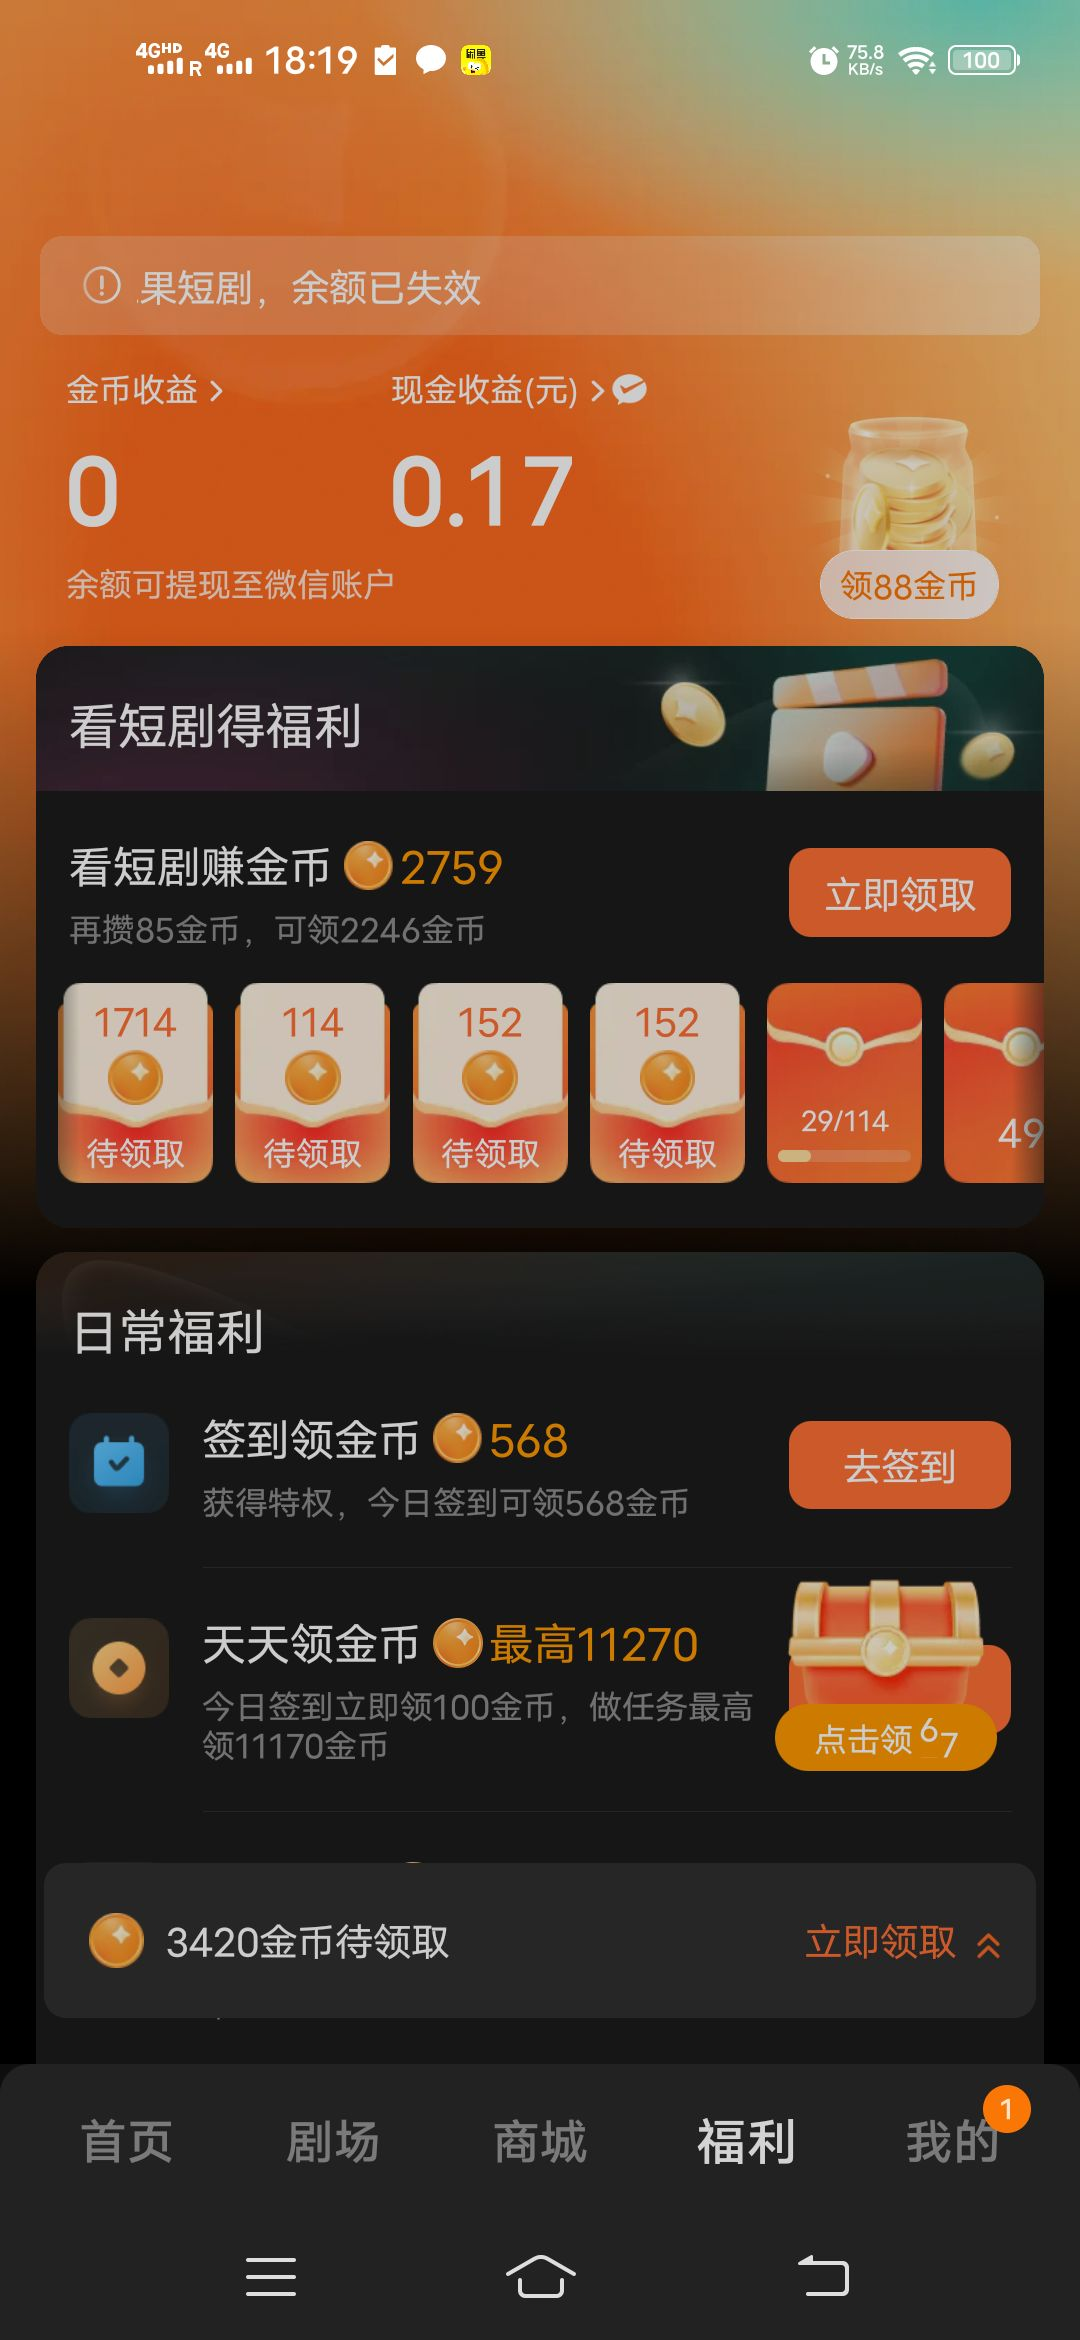 4GHD R 4G 18:19 75.8 KB/s 100
果短剧，余额已失效
金币收益 现金收益(元)
0 0.17
余额可提现至微信账户 领88金币
看短剧得福利
看短剧赚金币 2759
再攒85金币，可领2246金币
立即领取
1714 114 152 152
待领取 待领取 待领取 待领取 29/114 49
日常福利
签到领金币 568
获得特权，今日签到可领568金币
去签到
天天领金币 最高11270
今日签到立即领100金币，做任务最高
领11170金币
点击领 67
3420金币待领取 立即领取
首页 剧场 商城 福利 我的 1